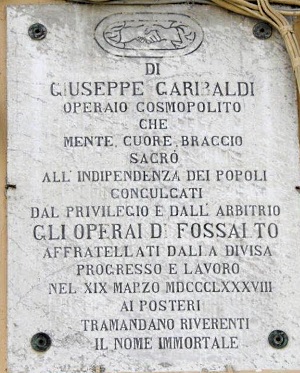 DI
GIUSEPPE GARIBALDI
OPERAIO COSMOPOLITO
CHE
MENTE, CUORE, BRACCIO
SACRÒ
ALL' INDIPENDENZA DEI POPOLI
CONCULCATI
DAL PRIVILEGIO E DALL' ARBITRIO
GLI OPERAI DI FOSSALTO
AFFRATELLATI DALLA DIVISA
PROGRESSO E LAVORO
NEL XIX MARZO MDCCCLXXXVIII
AI POSTERI
TRAMANDANO RIVERENTI
IL NOME IMMORTALE